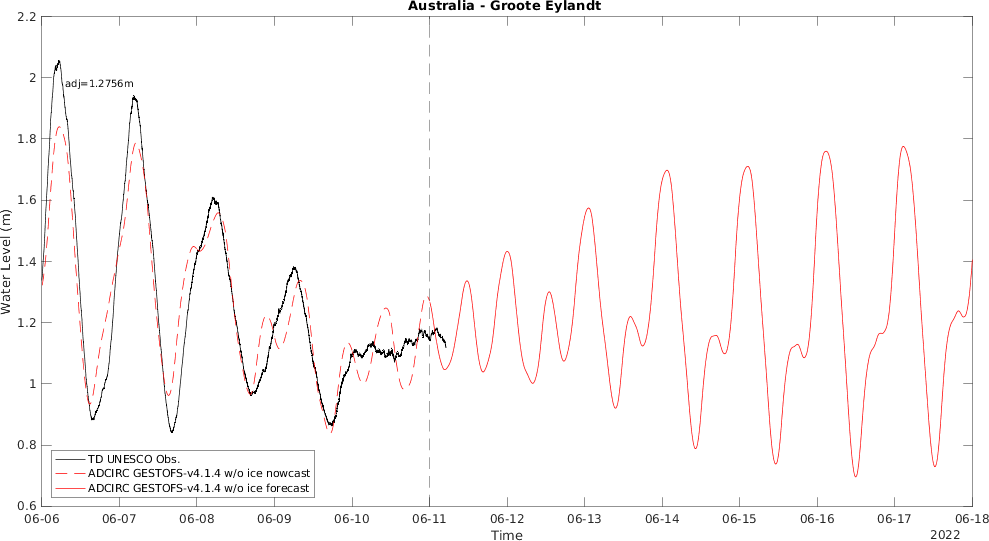 Australia - Groote Eylandt
Water Level (m)
2.2
2
1.8
1.6
1.4
1.2
1
0.8
0.6
adj=1.2756m
TD UNESCO Obs.
ADCIRC GESTOFS-v4.1.4 w/o ice nowcast
ADCIRC GESTOFS-v4.1.4 w/o ice forecast
06-06 06-07 06-08 06-09 06-10 06-11 06-12 06-13 06-14 06-15 06-16 06-17 06-18
Time
2022